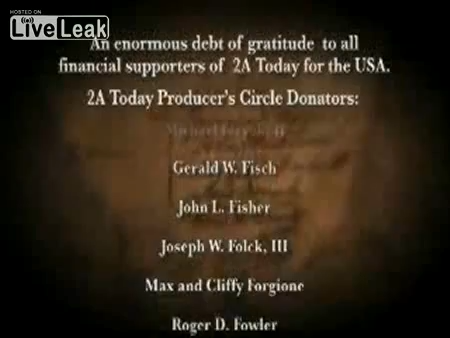 HOSTED ON
LiveLeak
An enormous debt of gratitude to all
financial supporters of 2A Today for the USA.
2A Today Producer's Circle Donators:
Gerald W. Fisch
John L. Fisher
Joseph W. Folck, III
Max and Cliffy Forgione
Roger D. Fowler